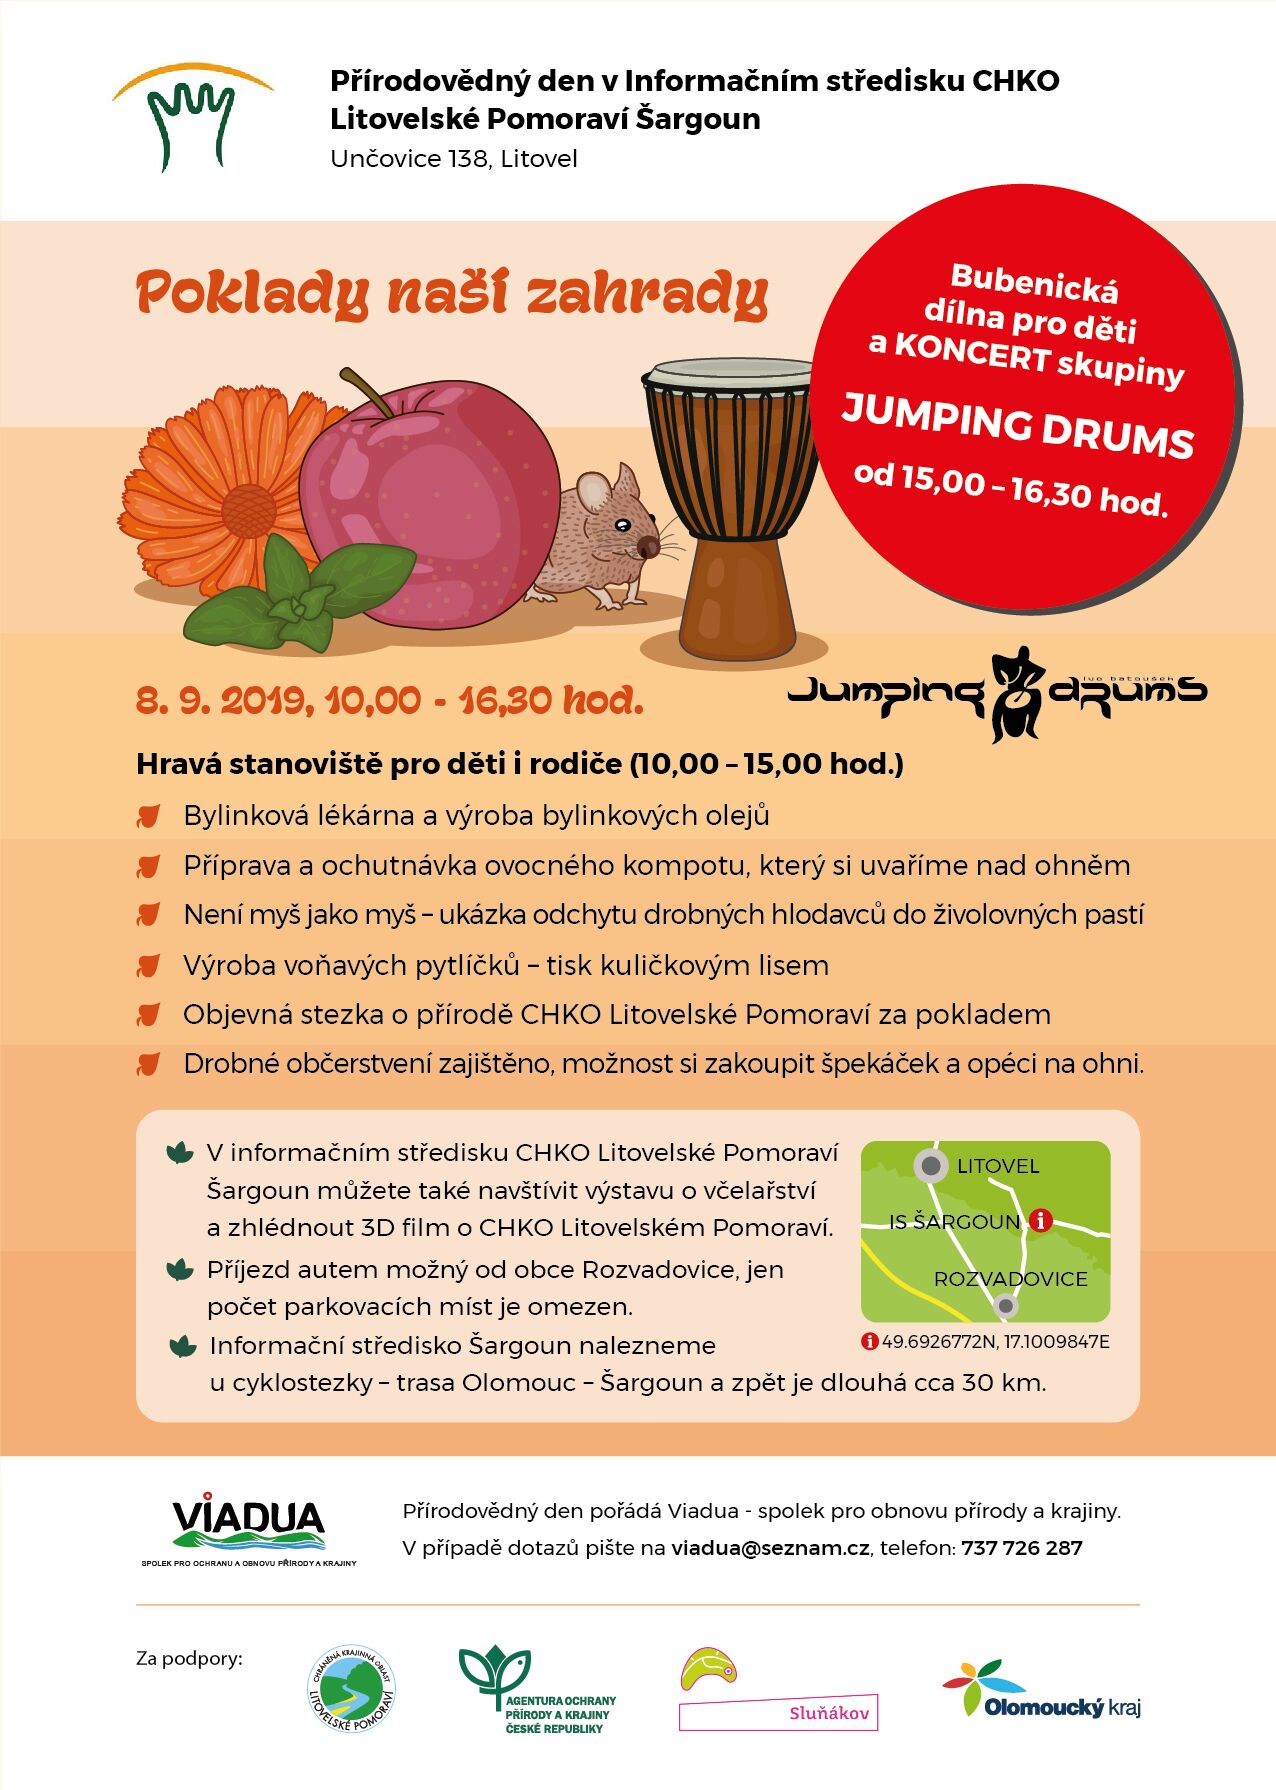 Přírodovědný den v Informačním středisku CHKO
Litovelské Pomoraví Šargoun
Unčovice 138, Litovel
Poklady naší zahrady
Bubenická
dílna pro děti
a KONCERT skupiny
JUMPING DRUMS
od 15,00 – 16,30 hod.
8. 9. 2019, 10,00 - 16,30 hod.
Jumping drums
ivo batoušek
Hravá stanoviště pro děti i rodiče (10,00 – 15,00 hod.)
Bylinková lékárna a výroba bylinkových olejů
Příprava a ochutnávka ovocného kompotu, který si uvaříme nad ohněm
Není myš jako myš – ukázka odchytu drobných hlodavců do živolovných pastí
Výroba voňavých pytlíčků – tisk kuličkovým lisem
Objevná stezka o přírodě CHKO Litovelské Pomoraví za pokladem
Drobné občerstvení zajištěno, možnost si zakoupit špekáček a opéci na ohni.
V informačním středisku CHKO Litovelské Pomoraví
Šargoun můžete také navštívit výstavu o včelařství
a zhlédnout 3D film o CHKO Litovelském Pomoraví.
Příjezd autem možný od obce Rozvadovice, jen
počet parkovacích míst je omezen.
Informační středisko Šargoun nalezneme
u cyklostezky – trasa Olomouc – Šargoun a zpět je dlouhá cca 30 km.
LITOVEL
IS ŠARGOUN i
ROZVADOVICE
i 49.6926772N, 17.1009847E
VIADUA
SPOLEK PRO OCHRANU A OBNOVU PŘÍRODY A KRAJINY
Přírodovědný den pořádá Viadua - spolek pro obnovu přírody a krajiny.
V případě dotazů pište na viadua@seznam.cz, telefon: 737 726 287
Za podpory:
CHRÁNĚNÁ KRAJINNÁ OBLAST
LITOVELSKÉ POMORAVÍ
AGENTURA OCHRANY
PŘÍRODY A KRAJINY
ČESKÉ REPUBLIKY
Sluňákov
Olomoucký kraj